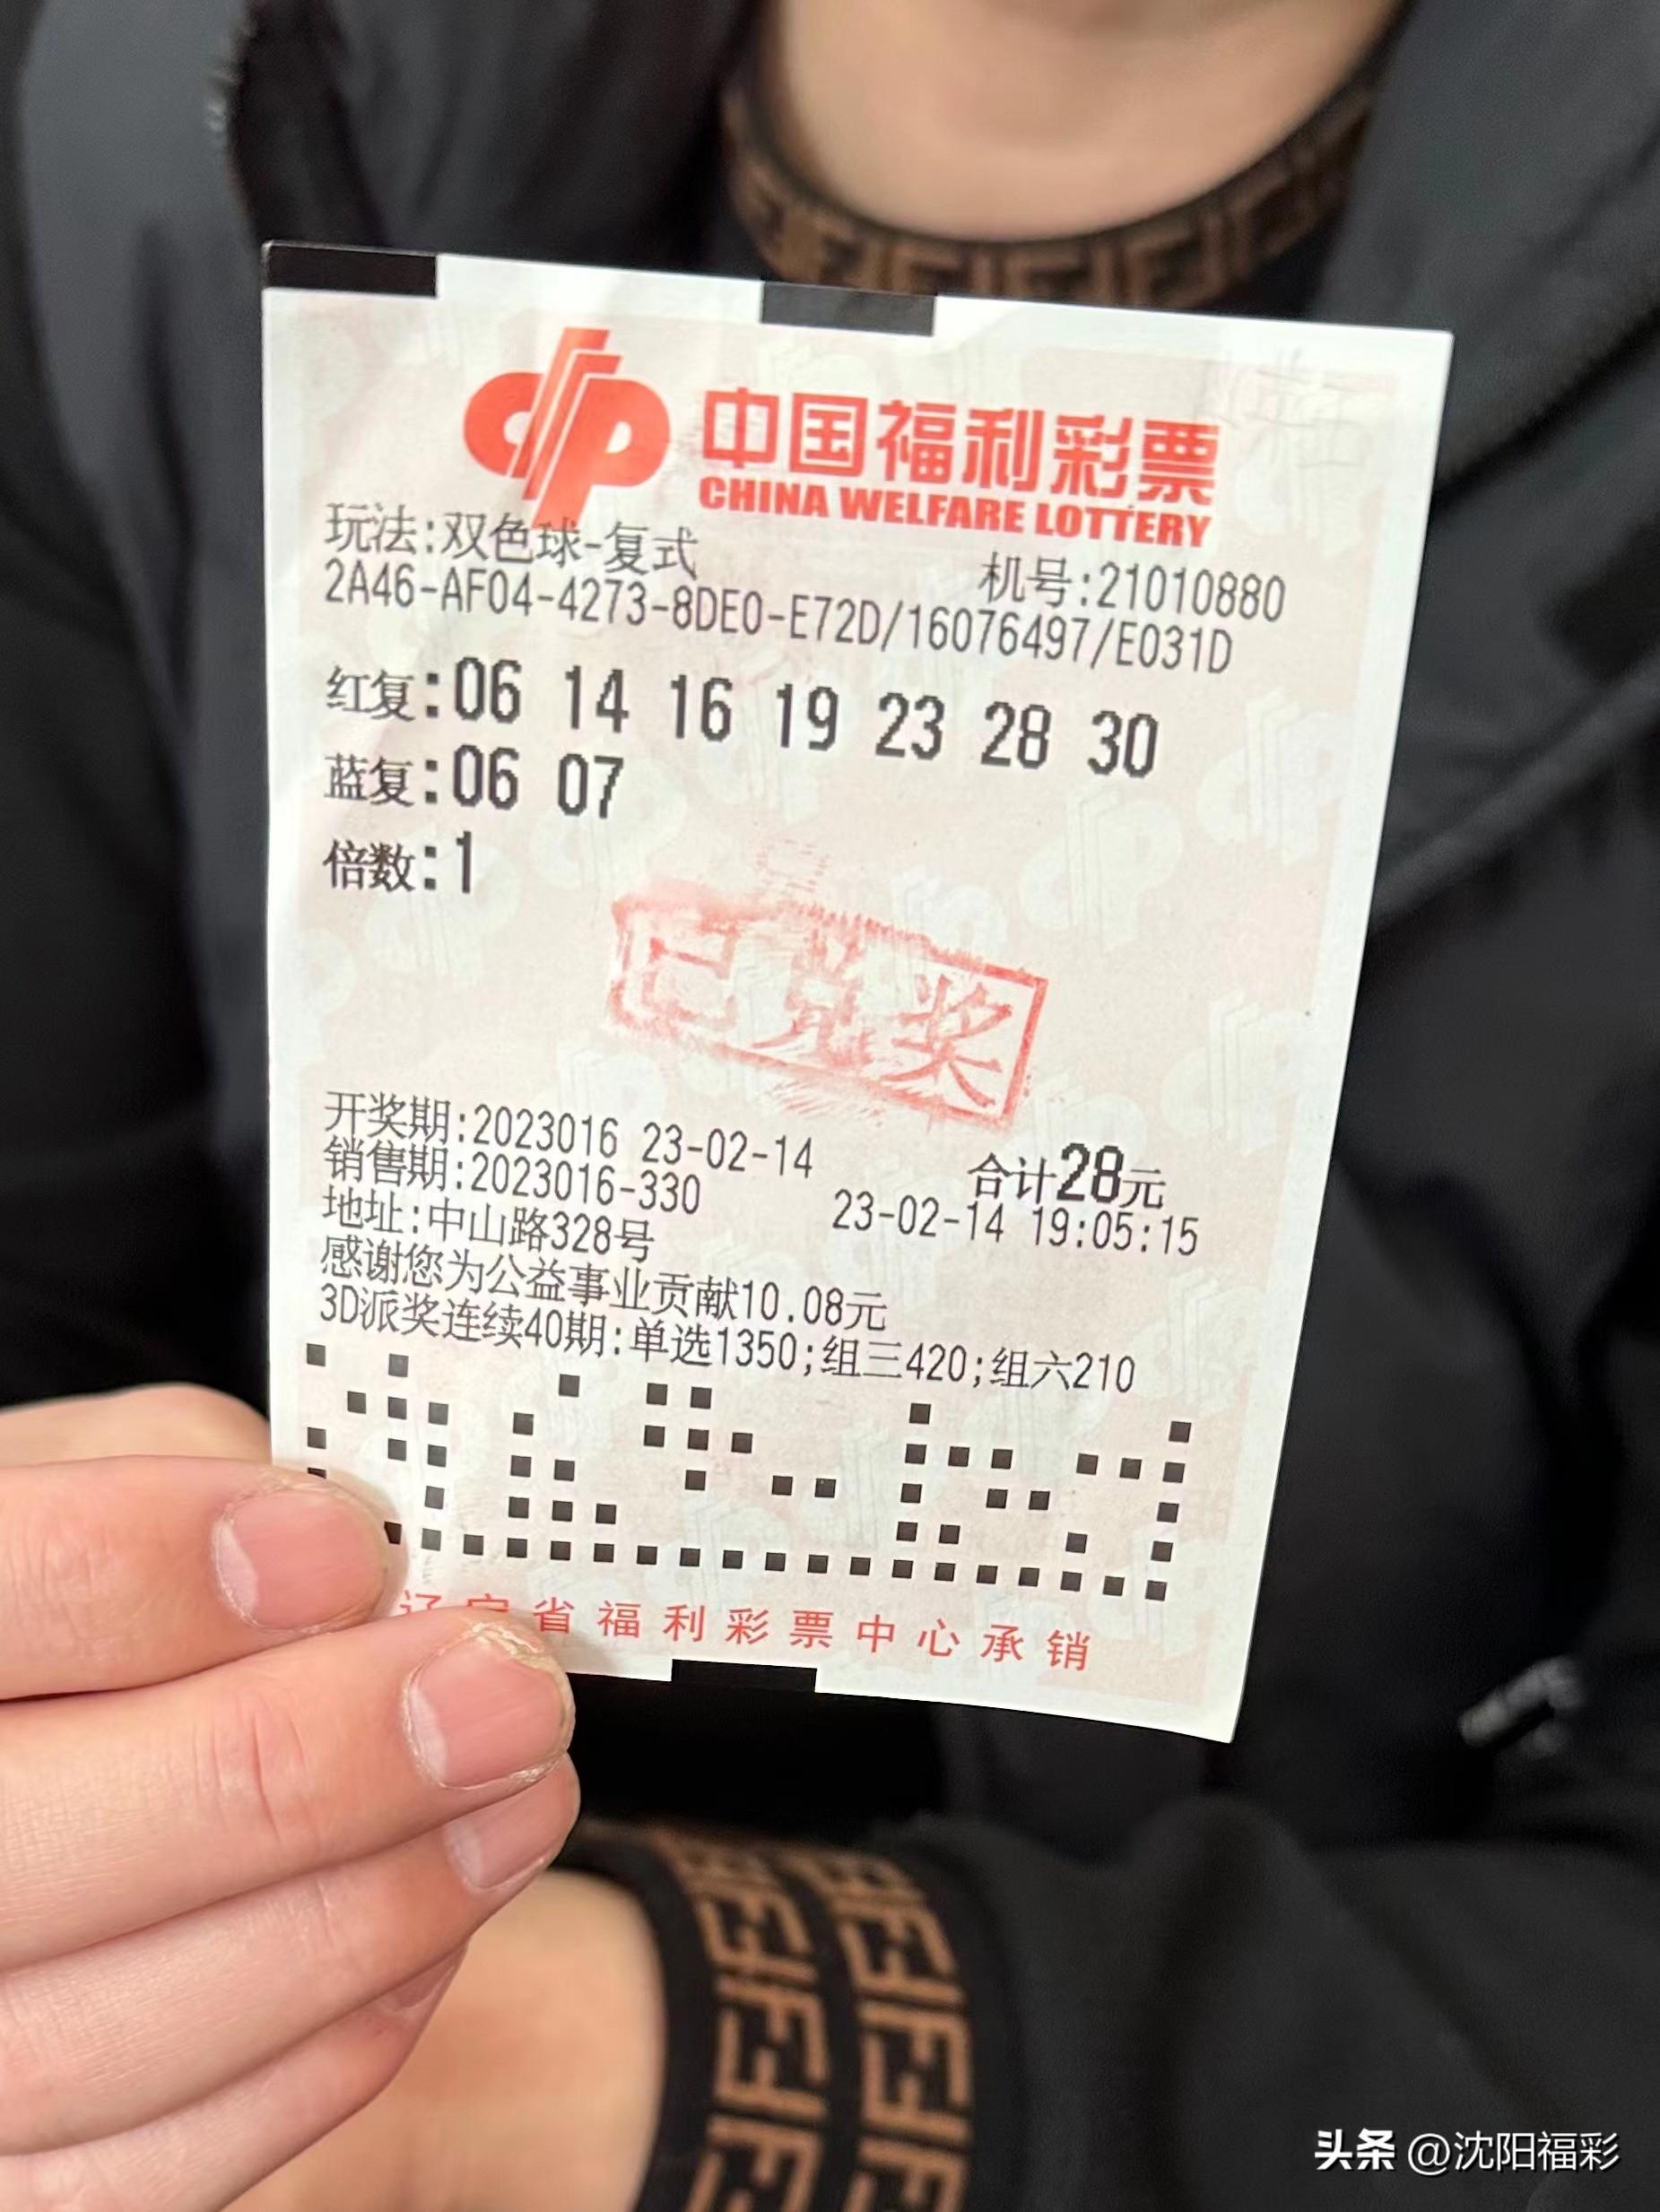 中国福利彩票
CHINA WELFARE LOTTERY
玩法:双色球-复式 机号:21010880
2A46-AF04-4273-8DE0-E72D/16076497/E031D
红复:06 14 16 19 23 28 30
蓝复:06 07
倍数:1
已兑奖
开奖期:2023016 23-02-14 合计28元
销售期:2023016-330 23-02-14 19:05:15
地址:中山路328号
感谢您为公益事业贡献10.08元
3D派奖连续40期:单选1350;组三420;组六210
辽宁省福利彩票中心承销
头条 @沈阳福彩